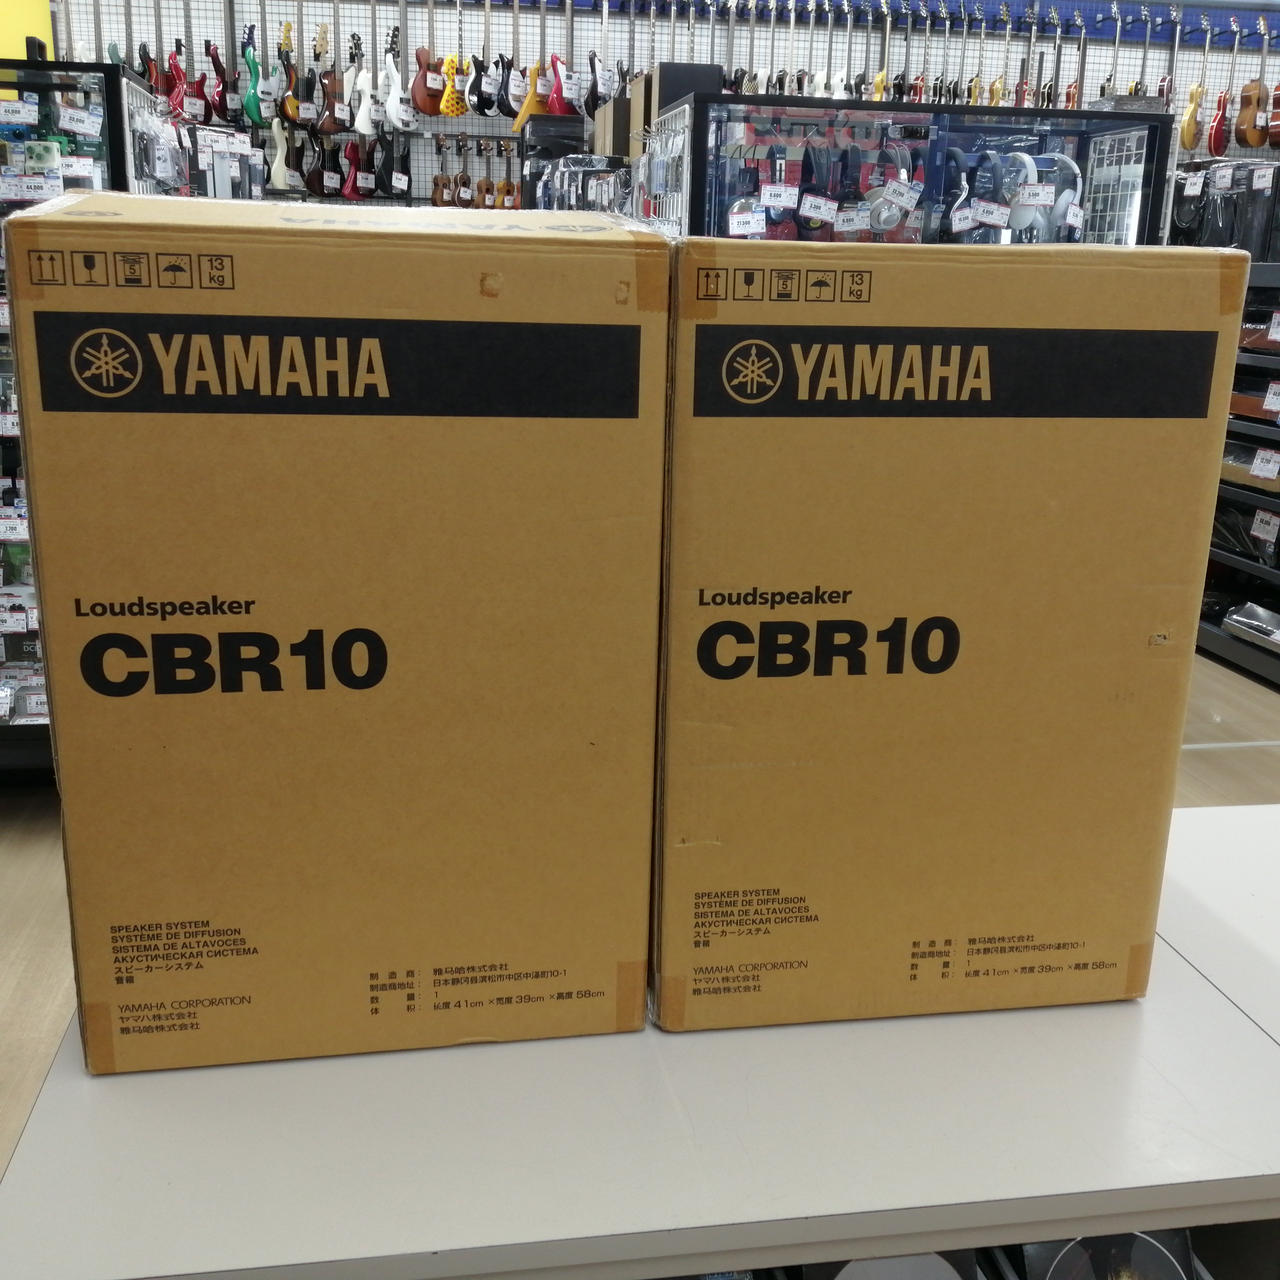 5
13
kg
YAMAHA
Loudspeaker
CBR10
SPEAKER SYSTEM
SYSTÈME DE DIFFUSION
SISTEMA DE ALTAVOCES
АКУСТИЧЕСКАЯ СИСТЕМА
スピーカーシステム
音箱
YAMAHA CORPORATION
ヤマハ株式会社
雅马哈株式会社
制 造 商： 雅马哈株式会社
制造商地址： 日本静冈县滨松市中区中泽町10-1
数 量： 1
体 积： 长度 41cm ×宽度 39cm ×高度 58cm
5
13
kg
YAMAHA
Loudspeaker
CBR10
SPEAKER SYSTEM
SYSTÈME DE DIFFUSION
SISTEMA DE ALTAVOCES
АКУСТИЧЕСКАЯ СИСТЕМА
スピーカーシステム
音箱
YAMAHA CORPORATION
ヤマハ株式会社
雅马哈株式会社
制 造 商： 雅马哈株式会社
制造商地址： 日本静冈县滨松市中区中泽町10-1
数 量： 1
体 积： 长度 41cm ×宽度 39cm ×高度 58cm